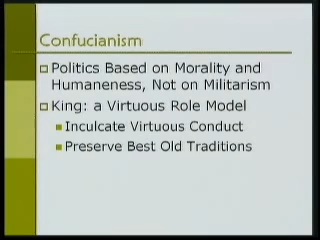 Confucianism
Politics Based on Morality and
Humaneness, Not on Militarism
King: a Virtuous Role Model
Inculcate Virtuous Conduct
Preserve Best Old Traditions